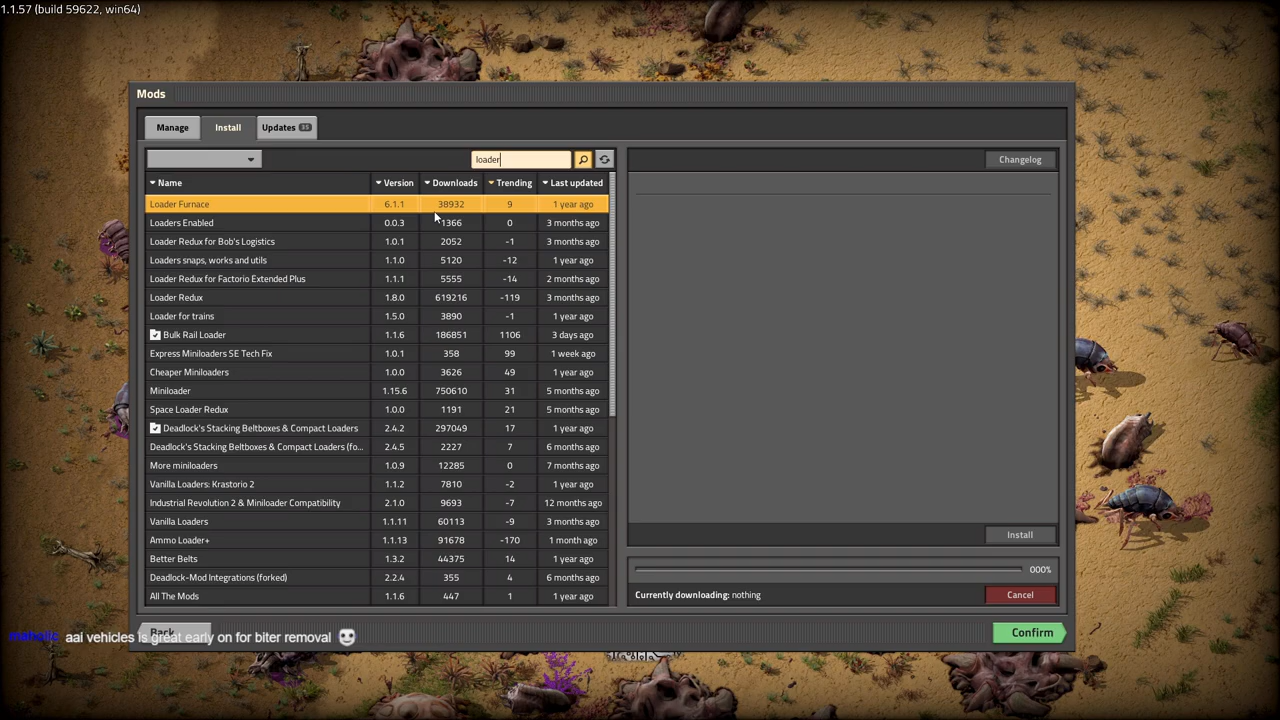 1.1.57 (build 59622, win64)
Mods
Manage Install Updates
loader
Changelog
Name Version Downloads Trending Last updated
Loader Furnace 6.1.1 38932 9 1 year ago
Loaders Enabled 0.0.3 1366 0 3 months ago
Loader Redux for Bob's Logistics 1.0.1 2052 -1 3 months ago
Loaders snaps, works and utils 1.1.0 5120 -12 1 year ago
Loader Redux for Factorio Extended Plus 1.1.1 5555 -14 2 months ago
Loader Redux 1.8.0 619216 -119 3 months ago
Loader for trains 1.5.0 3890 -1 1 year ago
Bulk Rail Loader 1.1.6 186851 1106 3 days ago
Express Miniloaders SE Tech Fix 1.0.1 358 99 1 week ago
Cheaper Miniloaders 1.0.0 3626 49 1 year ago
Miniloader 1.15.6 750610 31 5 months ago
Space Loader Redux 1.0.0 1191 21 5 months ago
Deadlock's Stacking Beltboxes & Compact Loaders 2.4.2 297049 17 1 year ago
Deadlock's Stacking Beltboxes & Compact Loaders (fo... 2.4.5 2227 7 6 months ago
More miniloaders 1.0.9 12285 0 7 months ago
Vanilla Loaders: Krastorio 2 1.1.2 7810 -2 1 year ago
Industrial Revolution 2 & Miniloader Compatibility 2.1.0 9693 -7 12 months ago
Vanilla Loaders 1.1.11 60113 -9 3 months ago
Ammo Loader+ 1.1.13 91678 -170 1 month ago
Better Belts 1.3.2 44375 14 1 year ago
Deadlock-Mod Integrations (forked) 2.2.4 355 4 6 months ago
All The Mods 1.1.6 447 1 1 year ago
Install
000%
Currently downloading: nothing
Cancel
Back
aai vehicles is great early on for biter removal
Confirm